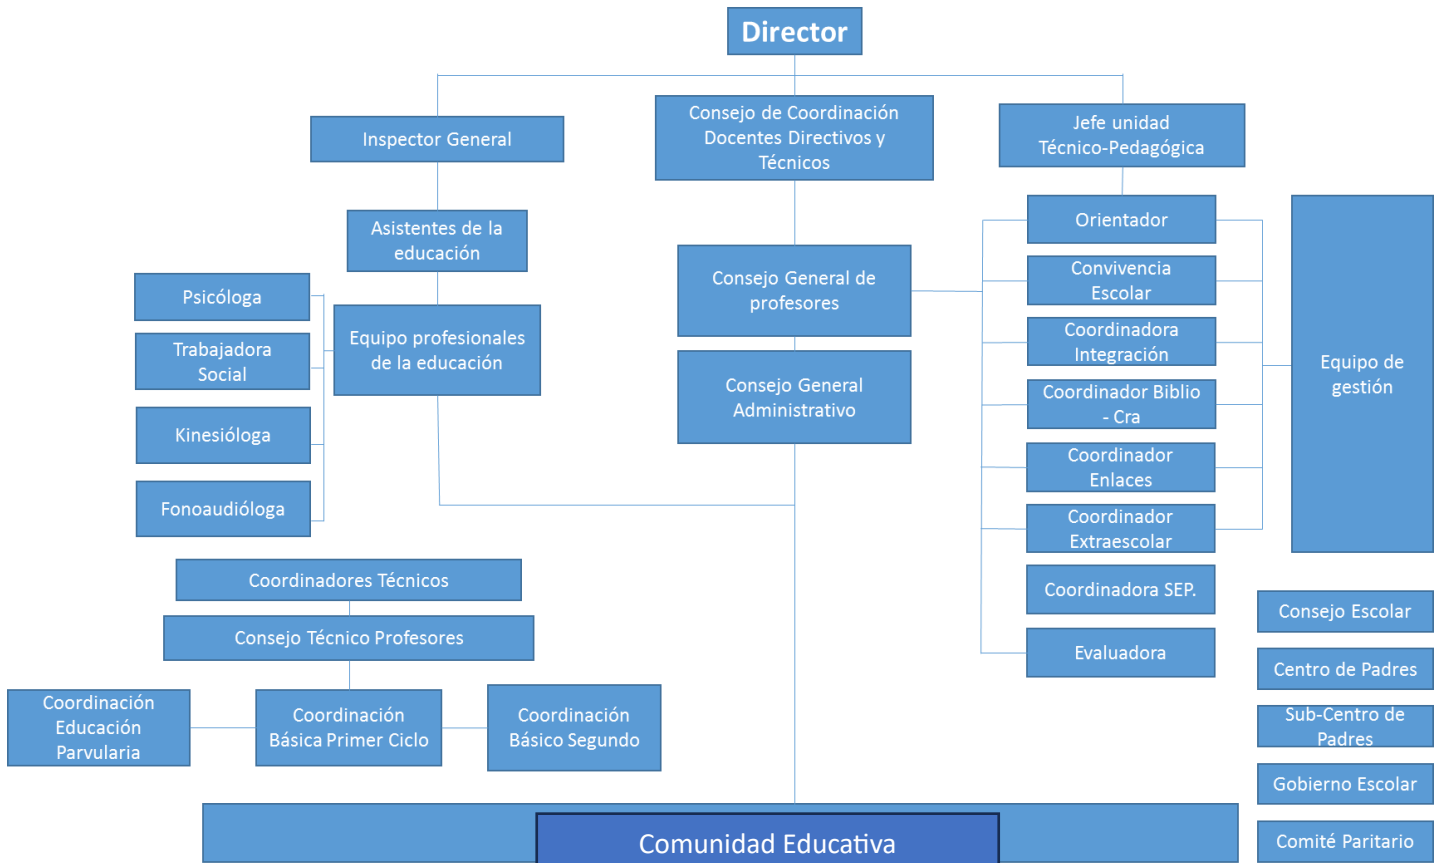 Director
Inspector General
Consejo de Coordinación
Docentes Directivos y
Técnicos
Jefe unidad
Técnico-Pedagógica
Asistentes de la
educación
Equipo profesionales
de la educación
Psicóloga
Trabajadora
Social
Kinesióloga
Fonoaudióloga
Consejo General de
profesores
Consejo General
Administrativo
Orientador
Convivencia
Escolar
Coordinadora
Integración
Coordinador Biblio
- Cra
Coordinador
Enlaces
Coordinador
Extraescolar
Coordinadora SEP.
Evaluadora
Equipo de
gestión
Coordinadores Técnicos
Consejo Técnico Profesores
Coordinación
Educación
Parvularia
Coordinación
Básica Primer Ciclo
Coordinación
Básico Segundo
Consejo Escolar
Centro de Padres
Sub-Centro de
Padres
Gobierno Escolar
Comité Paritario
Comunidad Educativa